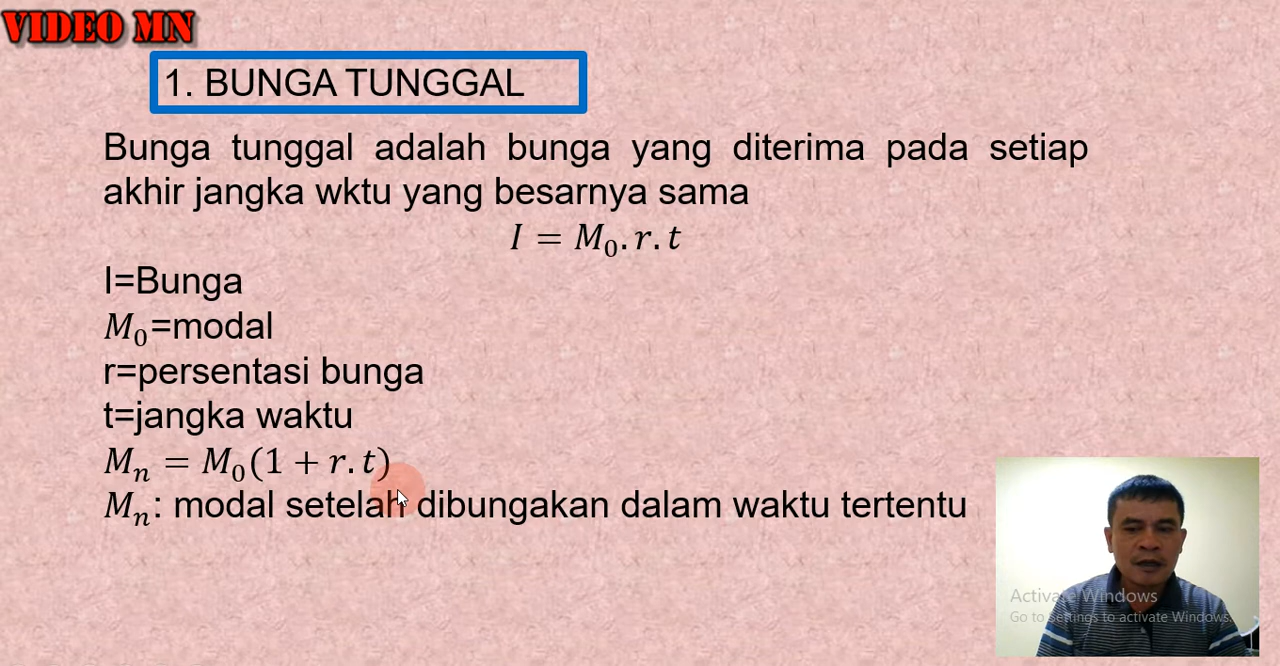 VIDEO MN
1. BUNGA TUNGGAL
Bunga tunggal adalah bunga yang diterima pada setiap
akhir jangka wktu yang besarnya sama
I = M₀. r. t
I=Bunga
M₀=modal
r=persentasi bunga
t=jangka waktu
Mₙ = M₀(1 + r. t)
Mₙ: modal setelah dibungakan dalam waktu tertentu
Activate Windows
Go to Settings to activate Windows.